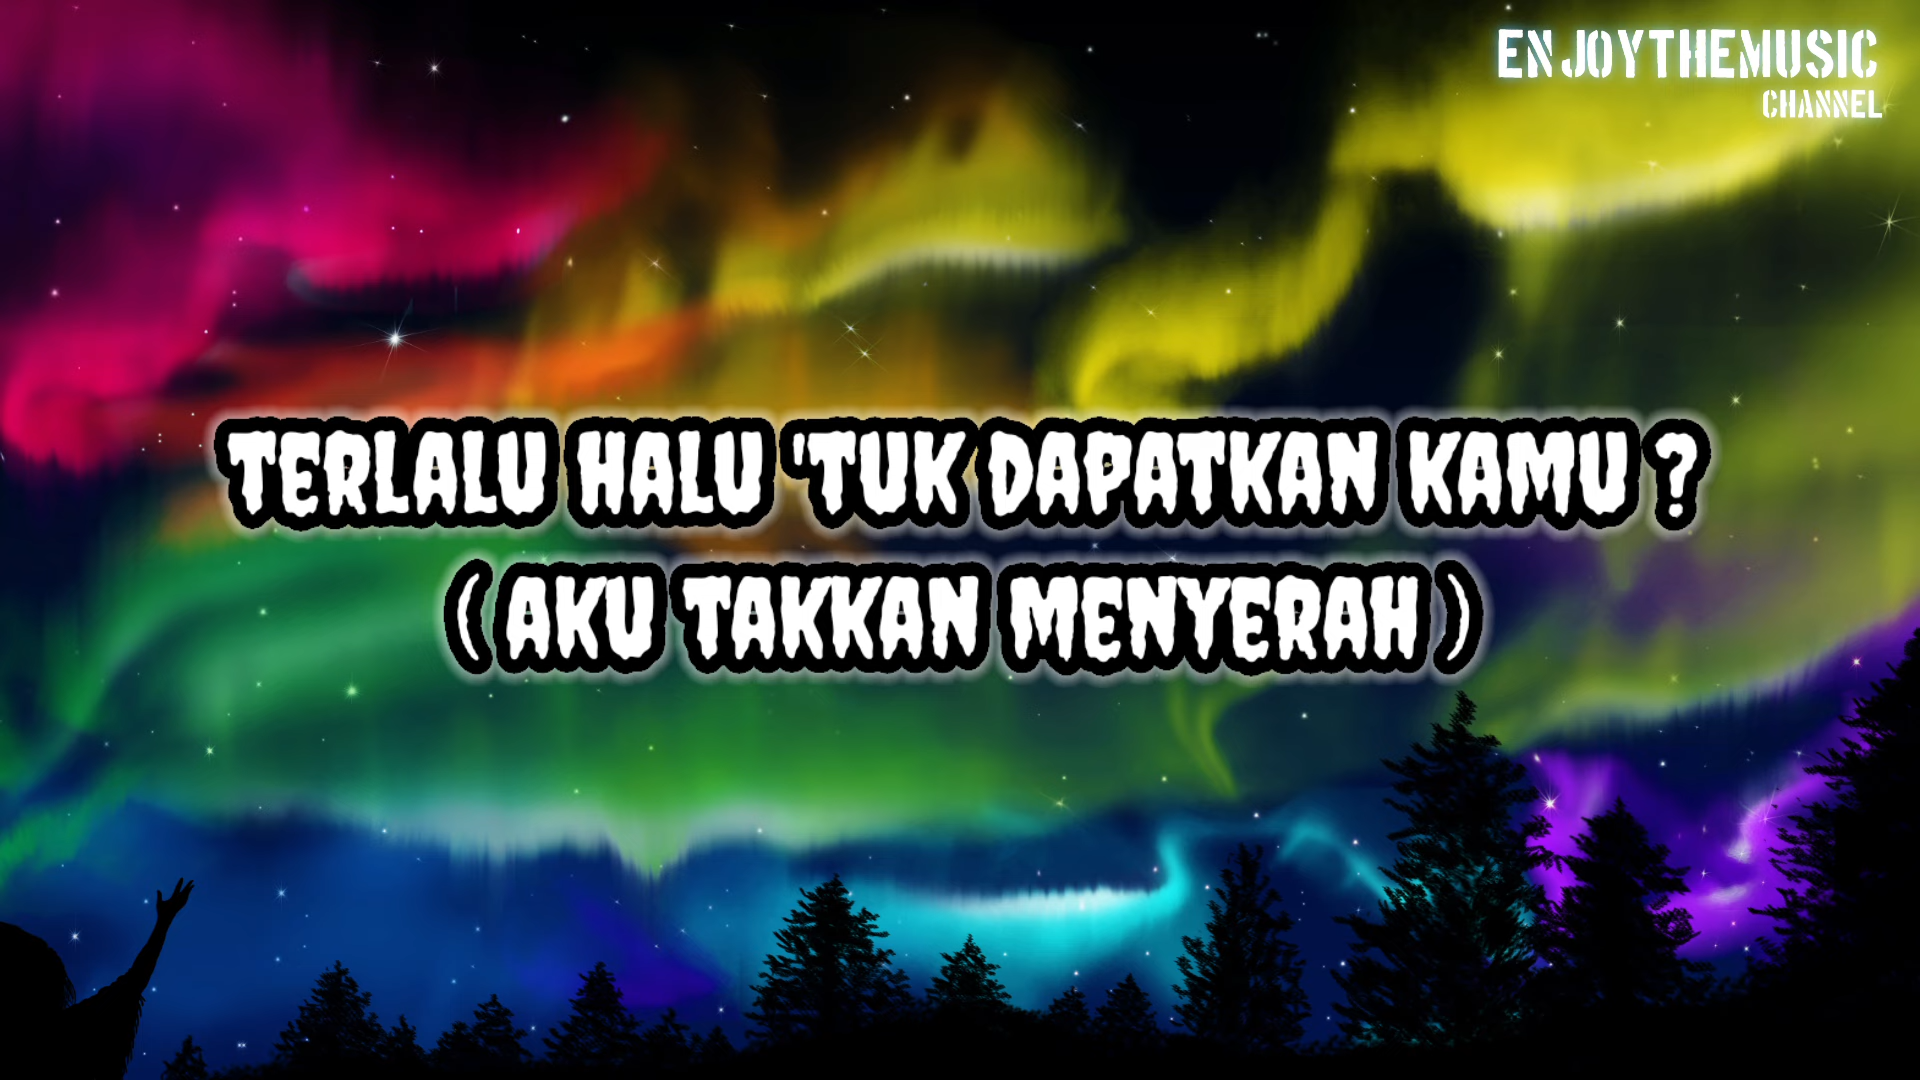 ENJOYTHEMUSIC
CHANNEL
TERLALU HALU 'TUK DAPATKAN KAMU ?
( AKU TAKKAN MENYERAH )